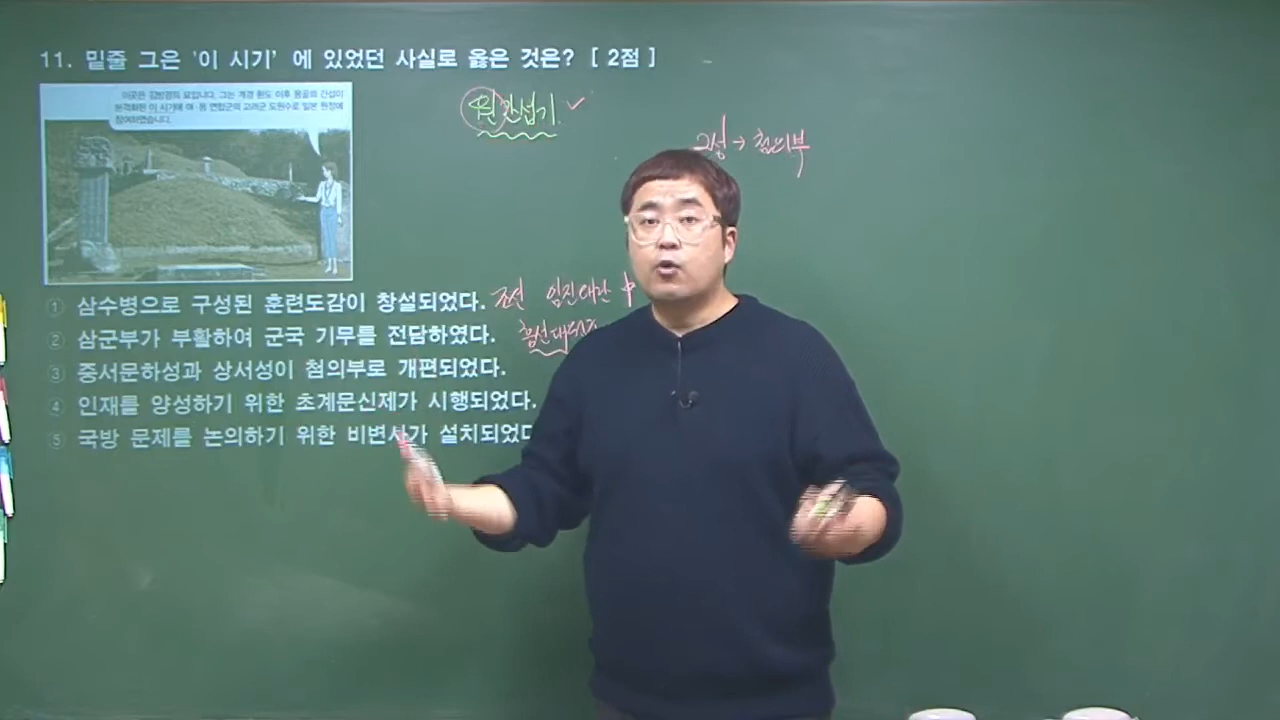 11. 밑줄 그은 '이 시기' 에 있었던 사실로 옳은 것은? [ 2점 ]
이곳은 김방경의 묘입니다. 그는 개경 환도 이후 몽골의 간섭이
본격화된 이 시기에 여·몽 연합군의 고려군 도원수로 일본 원정에
참여하였습니다.
원 간섭기 ✓
2성 → 첨의부
① 삼수병으로 구성된 훈련도감이 창설되었다. 조선 임진왜란 中
② 삼군부가 부활하여 군국 기무를 전담하였다. 흥선대원군
③ 중서문하성과 상서성이 첨의부로 개편되었다.
④ 인재를 양성하기 위한 초계문신제가 시행되었다.
⑤ 국방 문제를 논의하기 위한 비변사가 설치되었다